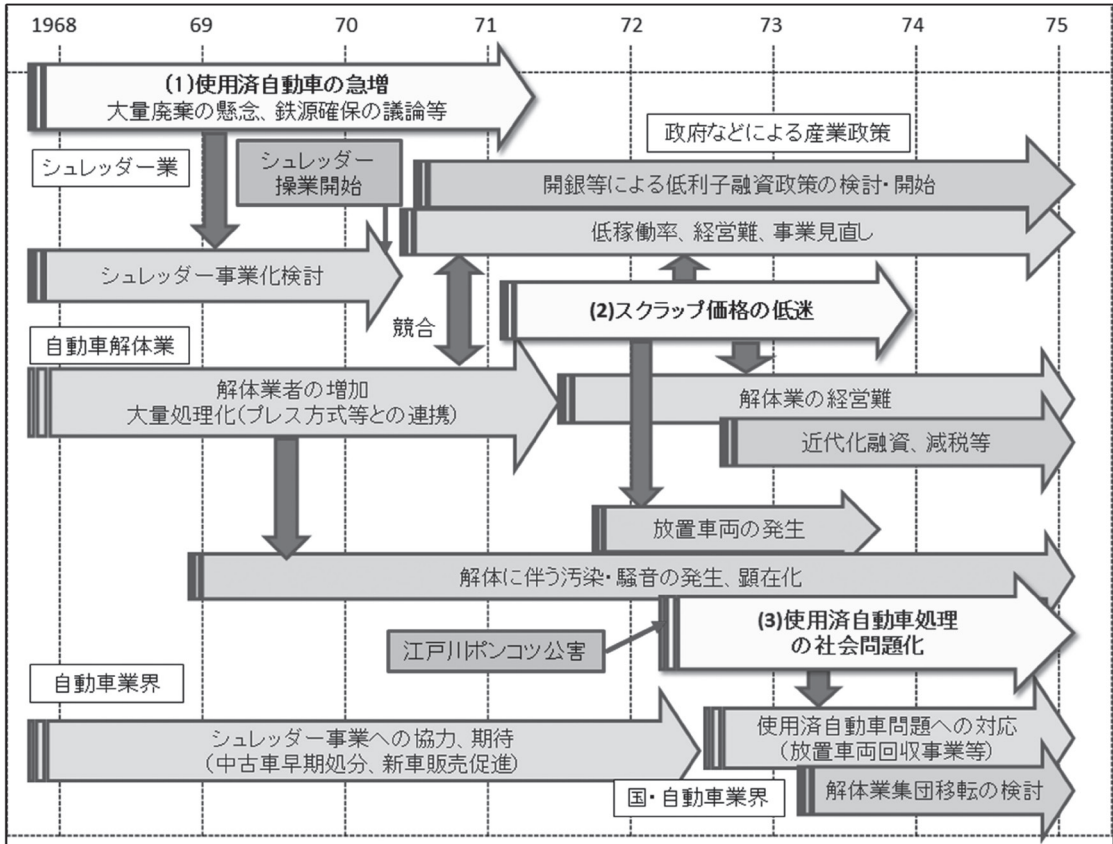 1968 69 70 71 72 73 74 75
(1)使用済自動車の急増
大量廃棄の懸念、鉄源確保の議論等
政府などによる産業政策
シュレッダー業
シュレッダー
操業開始
開銀等による低利子融資政策の検討・開始
低稼働率、経営難、事業見直し
シュレッダー事業化検討
(2)スクラップ価格の低迷
競合
自動車解体業
解体業者の増加
大量処理化(プレス方式等との連携)
解体業の経営難
近代化融資、減税等
放置車両の発生
解体に伴う汚染・騒音の発生、顕在化
(3)使用済自動車処理
の社会問題化
江戸川ポンコツ公害
自動車業界
シュレッダー事業への協力、期待
(中古車早期処分、新車販売促進)
使用済自動車問題への対応
(放置車両回収事業等)
国・自動車業界
解体業集団移転の検討